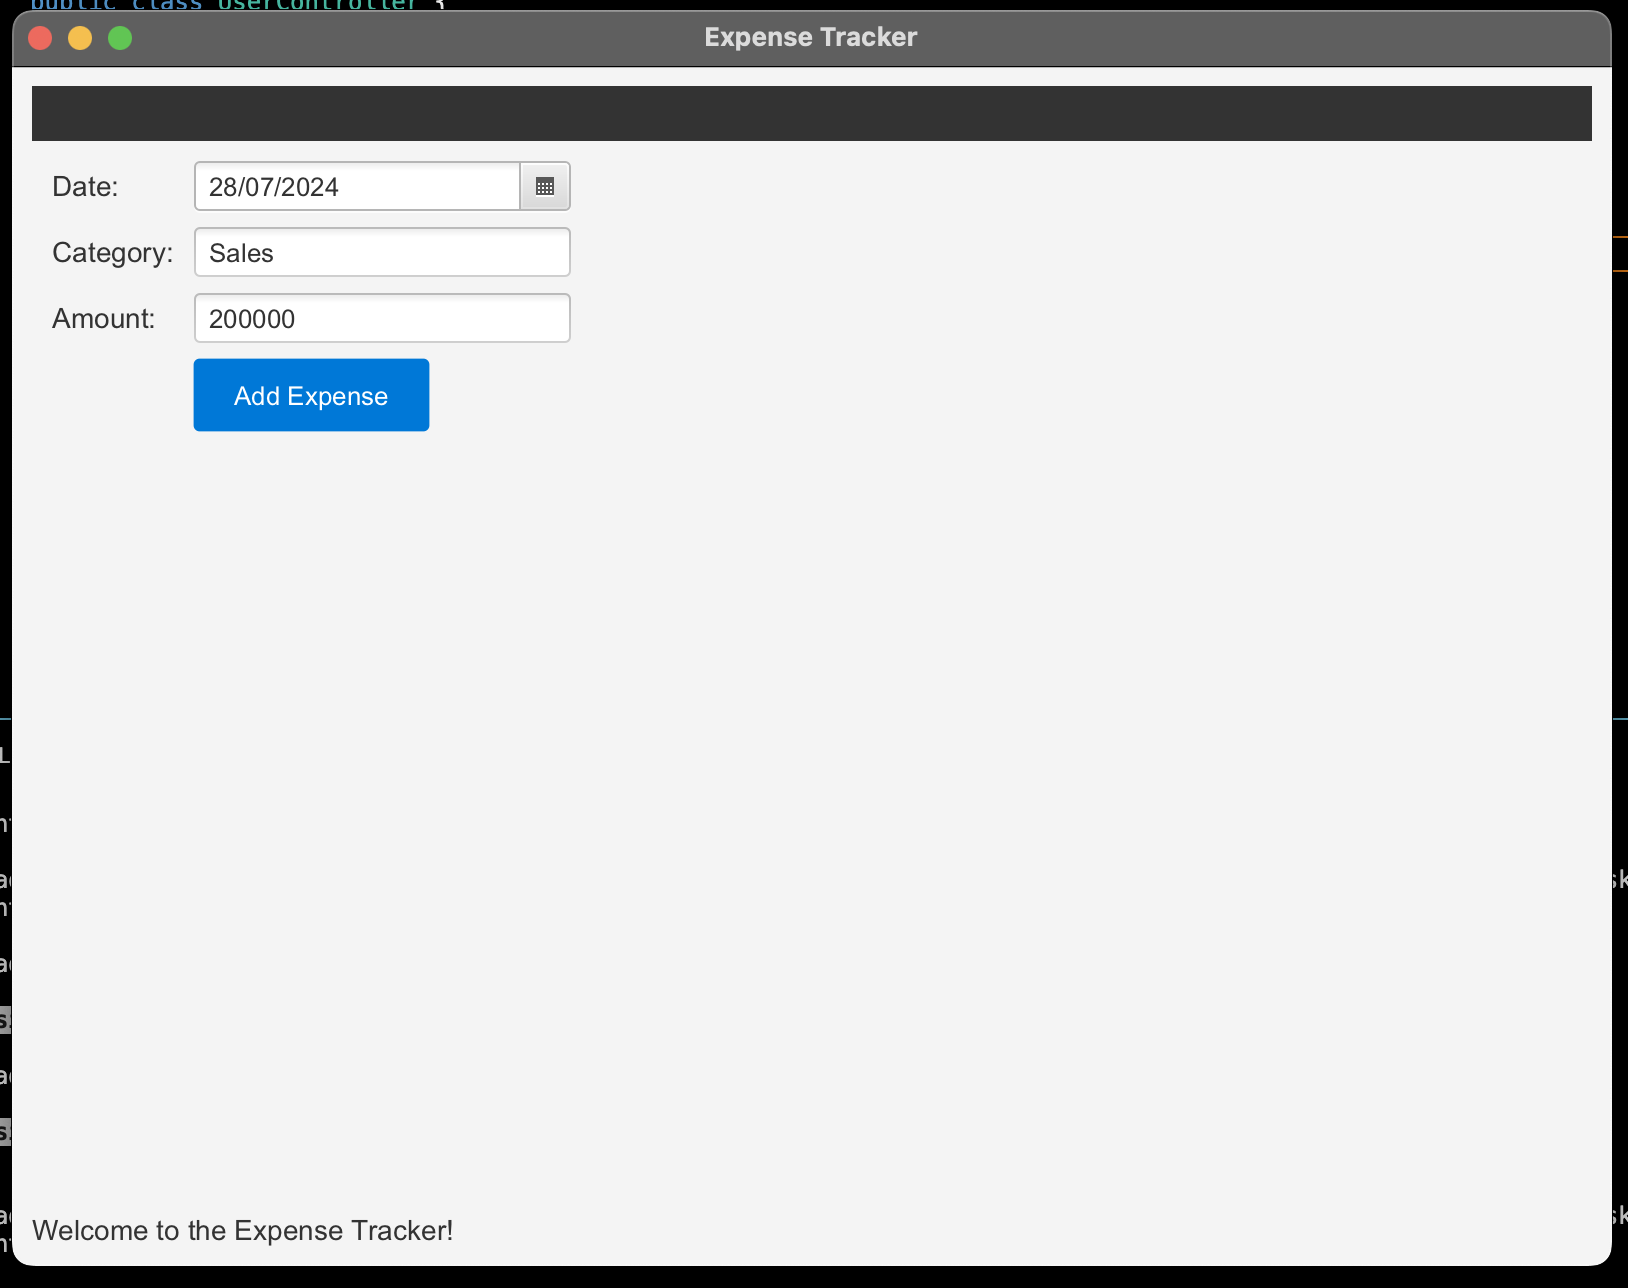 public class UserController {
Expense Tracker
Date: 28/07/2024
Category: Sales
Amount: 200000
Add Expense
Welcome to the Expense Tracker!